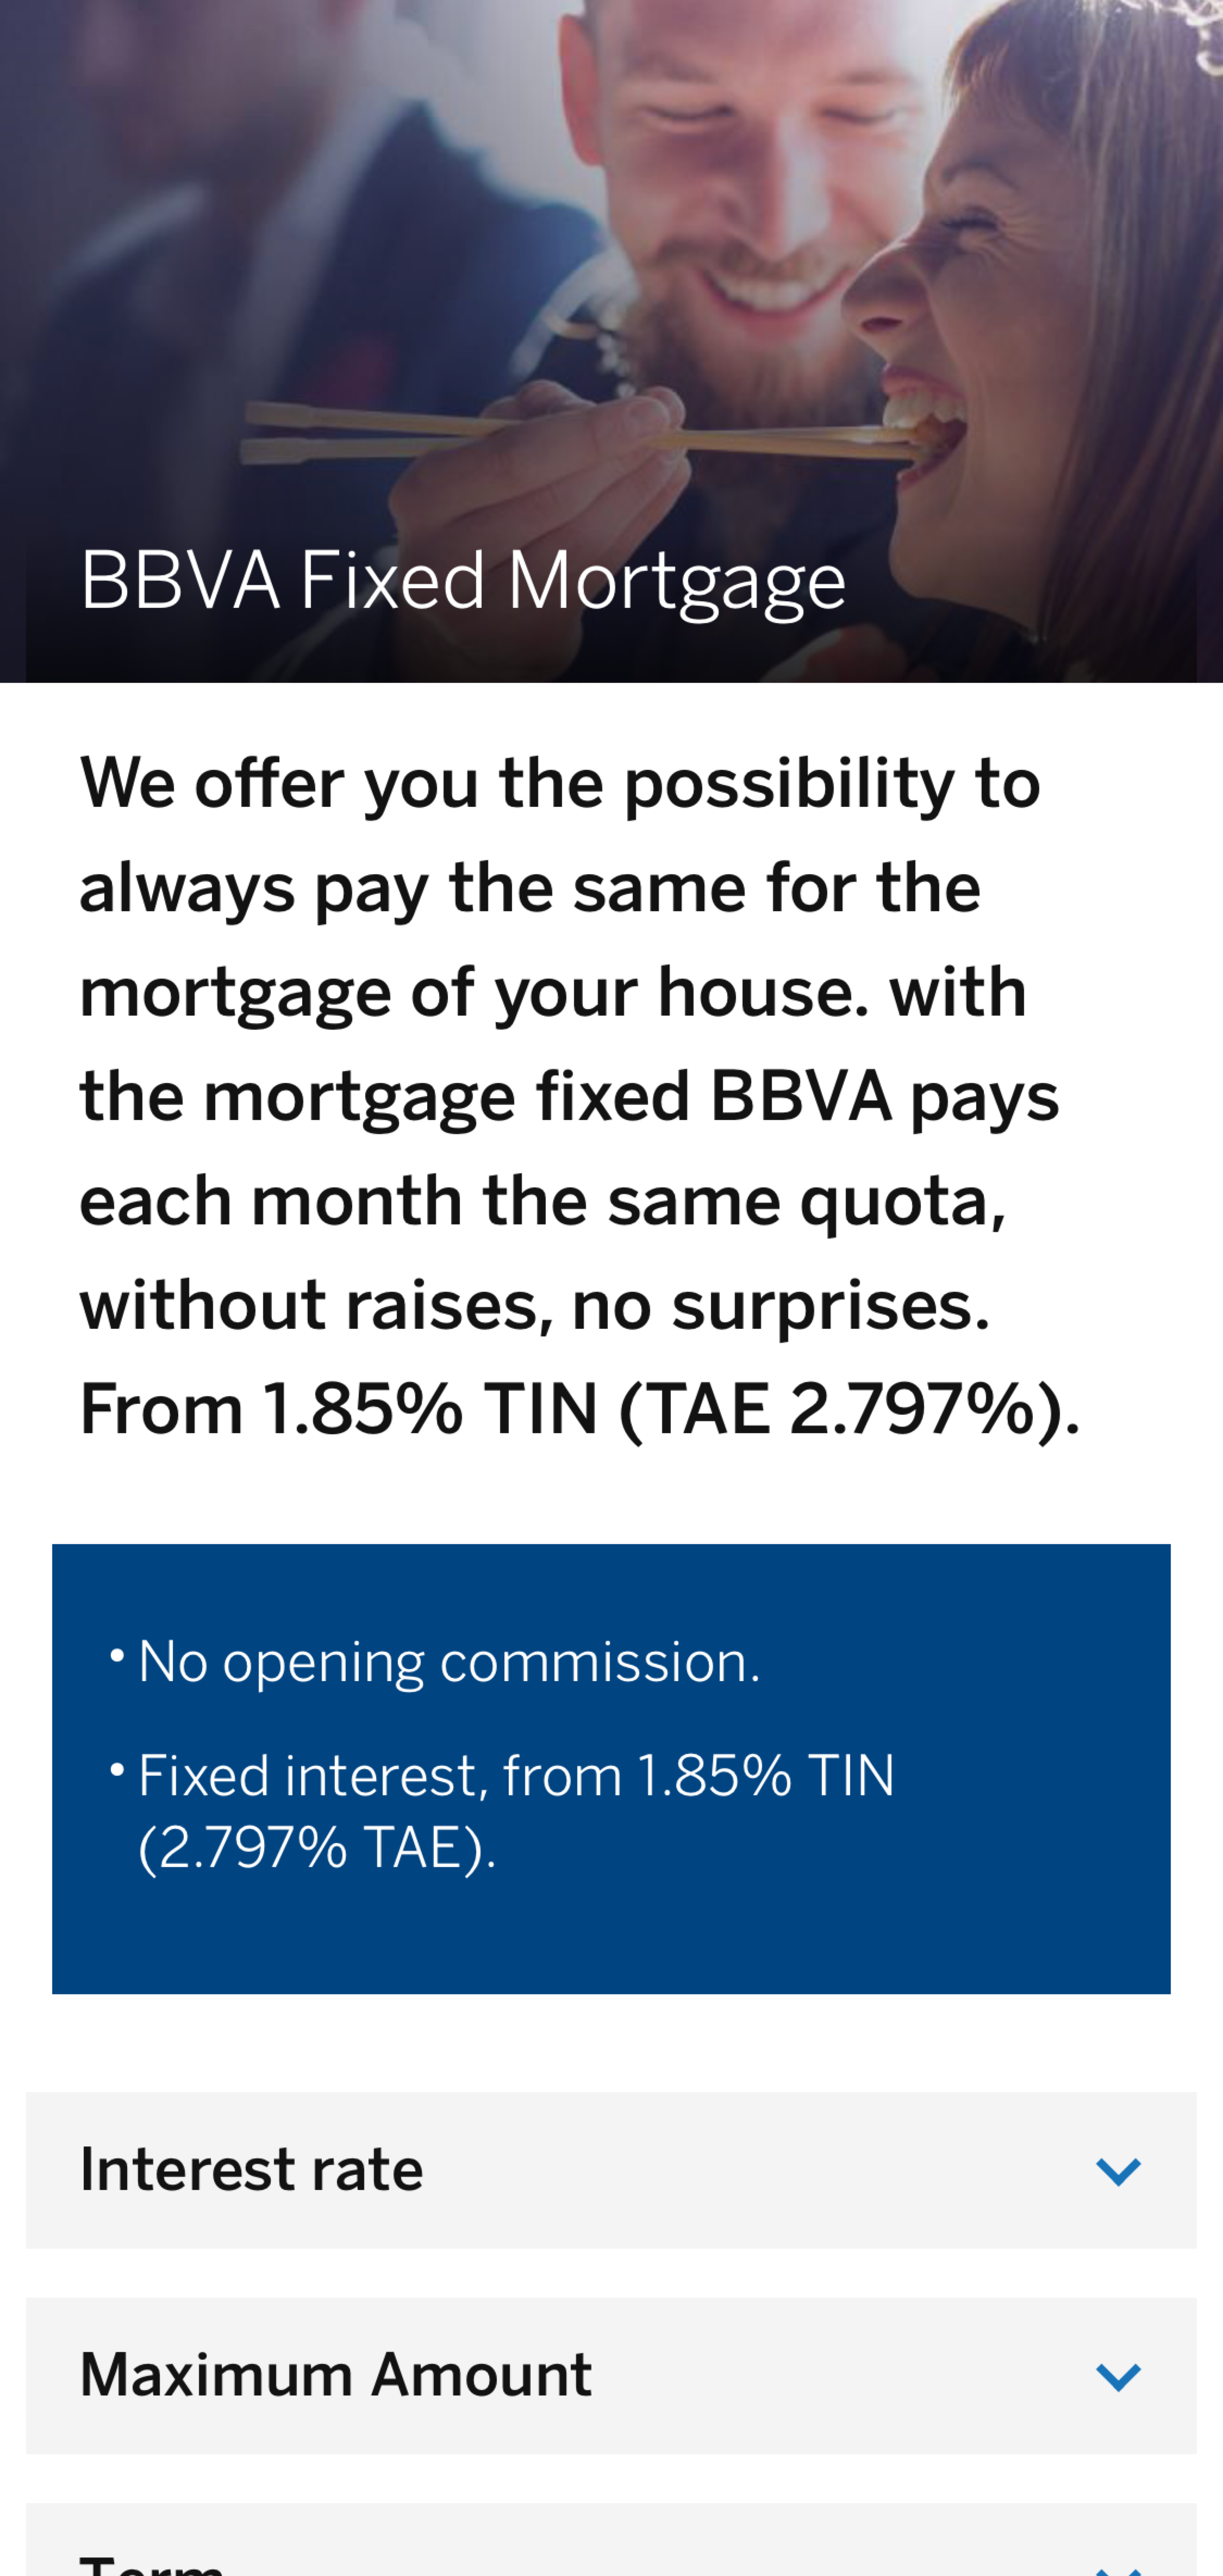 BBVA Fixed Mortgage
We offer you the possibility to
always pay the same for the
mortgage of your house. with
the mortgage fixed BBVA pays
each month the same quota,
without raises, no surprises.
From 1.85% TIN (TAE 2.797%).
• No opening commission.
• Fixed interest, from 1.85% TIN
(2.797% TAE).
Interest rate
Maximum Amount
Term